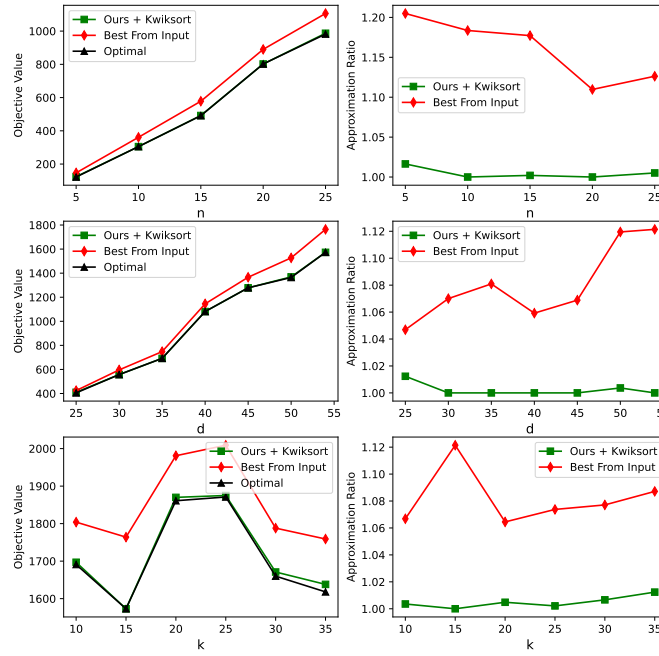 Objective Value
1000
800
600
400
200
Ours + Kwiksort
Best From Input
Optimal
5
10
15
20
25
n
Approximation Ratio
1.20
1.15
1.10
1.05
1.00
Ours + Kwiksort
Best From Input
5
10
15
20
25
n
Objective Value
1800
1600
1400
1200
1000
800
600
400
Ours + Kwiksort
Best From Input
Optimal
25
30
35
40
45
50
55
d
Approximation Ratio
1.12
1.10
1.08
1.06
1.04
1.02
1.00
Ours + Kwiksort
Best From Input
25
30
35
40
45
50
d
Objective Value
2000
1900
1800
1700
1600
Ours + Kwiksort
Best From Input
Optimal
10
15
20
25
30
35
k
Approximation Ratio
1.12
1.10
1.08
1.06
1.04
1.02
1.00
Ours + Kwiksort
Best From Input
10
15
20
25
30
35
k